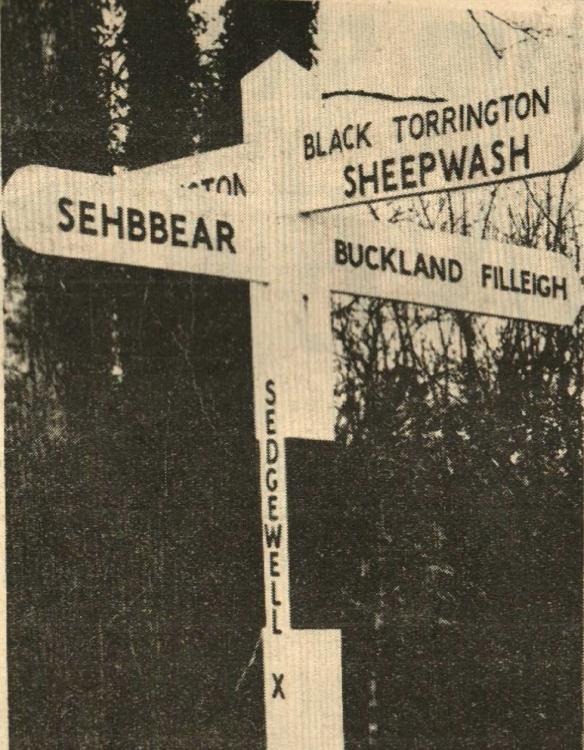 BLACK TORRINGTON
SHEEPWASH
SEHBBEAR
BUCKLAND FILLEIGH
SEDGEWELL
X